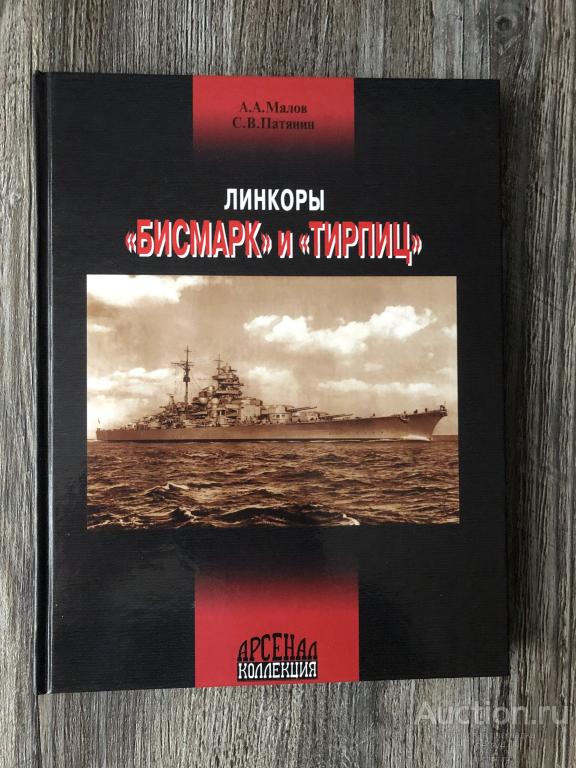 А.А.Малов
С.В.Патянин
ЛИНКОРЫ
«БИСМАРК» и «ТИРПИЦ»
АРСЕНАЛ
КОЛЛЕКЦИЯ
Auction.ru